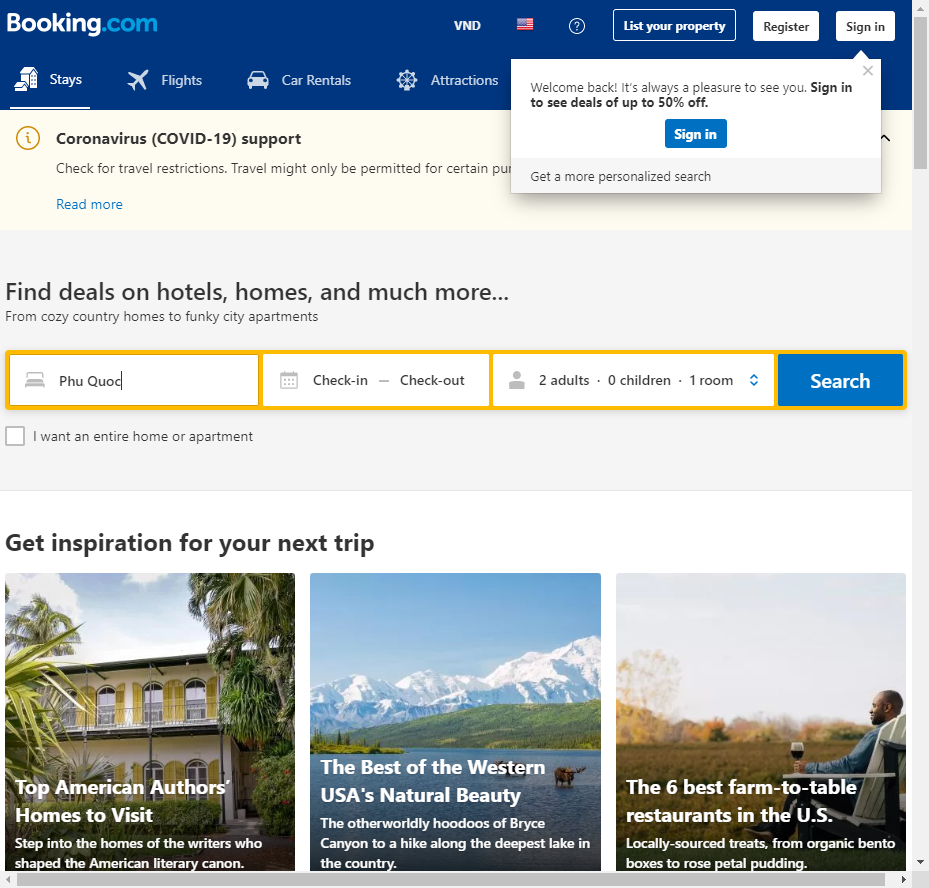 Booking.com
VND
List your property
Register
Sign in
Stays
Flights
Car Rentals
Attractions
Welcome back! It's always a pleasure to see you. Sign in
to see deals of up to 50% off.
Sign in
Get a more personalized search
Coronavirus (COVID-19) support
Check for travel restrictions. Travel might only be permitted for certain
Read more
Find deals on hotels, homes, and much more...
From cozy country homes to funky city apartments
Phu Quoc
Check-in — Check-out
2 adults · 0 children · 1 room
Search
I want an entire home or apartment
Get inspiration for your next trip
Top American Authors'
Homes to Visit
Step into the homes of the writers who
shaped the American literary canon.
The Best of the Western
USA's Natural Beauty
The otherworldly hoodoos of Bryce
Canyon to a hike along the deepest lake in
the country.
The 6 best farm-to-table
restaurants in the U.S.
Locally-sourced treats, from organic bento
boxes to rose petal pudding.